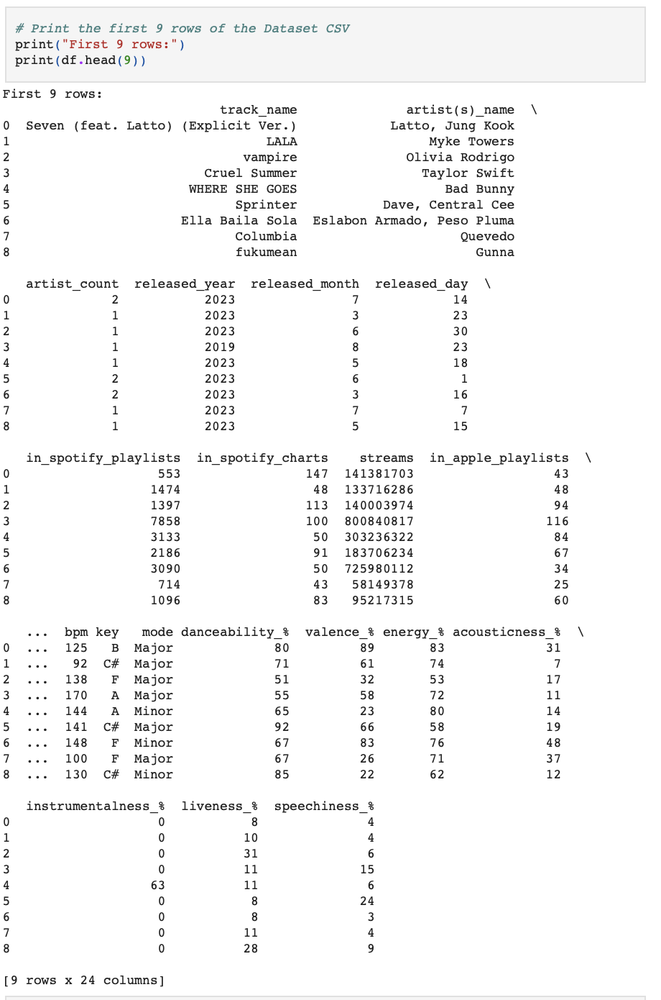 # Print the first 9 rows of the Dataset CSV
print("First 9 rows:")
print(df.head(9))
First 9 rows:
track_name artist(s)_name \
0 Seven (feat. Latto) (Explicit Ver.) Latto, Jung Kook
1 LALA Myke Towers
2 vampire Olivia Rodrigo
3 Cruel Summer Taylor Swift
4 WHERE SHE GOES Bad Bunny
5 Sprinter Dave, Central Cee
6 Ella Baila Sola Eslabon Armado, Peso Pluma
7 Columbia Quevedo
8 fukumean Gunna
artist_count released_year released_month released_day \
0 2 2023 7 14
1 1 2023 3 23
2 1 2023 6 30
3 1 2019 8 23
4 1 2023 5 18
5 2 2023 6 1
6 2 2023 3 16
7 1 2023 7 7
8 1 2023 5 15
in_spotify_playlists in_spotify_charts streams in_apple_playlists \
0 553 147 141381703 43
1 1474 48 133716286 48
2 1397 113 140003974 94
3 7858 100 800840817 116
4 3133 50 303236322 84
5 2186 91 183706234 67
6 3090 50 725980112 34
7 714 43 58149378 25
8 1096 83 95217315 60
... bpm key mode danceability_% valence_% energy_% acousticness_% \
0 ... 125 B Major 80 89 83 31
1 ... 92 C# Major 71 61 74 7
2 ... 138 F Major 51 32 53 17
3 ... 170 A Major 55 58 72 11
4 ... 144 A Minor 65 23 80 14
5 ... 141 C# Major 92 66 58 19
6 ... 148 F Minor 67 83 76 48
7 ... 100 F Major 67 26 71 37
8 ... 130 C# Minor 85 22 62 12
instrumentalness_% liveness_% speechiness_%
0 0 8 4
1 0 10 4
2 0 31 6
3 0 11 15
4 63 11 6
5 0 8 24
6 0 8 3
7 0 11 4
8 0 28 9
[9 rows x 24 columns]